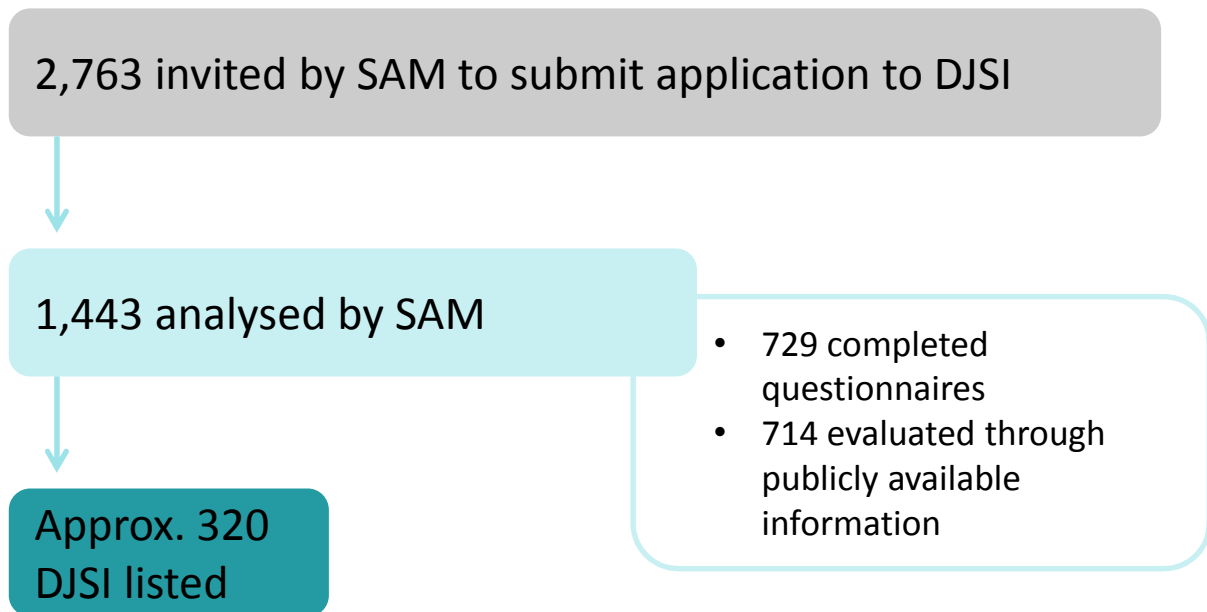 2,763 invited by SAM to submit application to DJSI
1,443 analysed by SAM
• 729 completed
questionnaires
• 714 evaluated through
publicly available
information
Approx. 320
DJSI listed